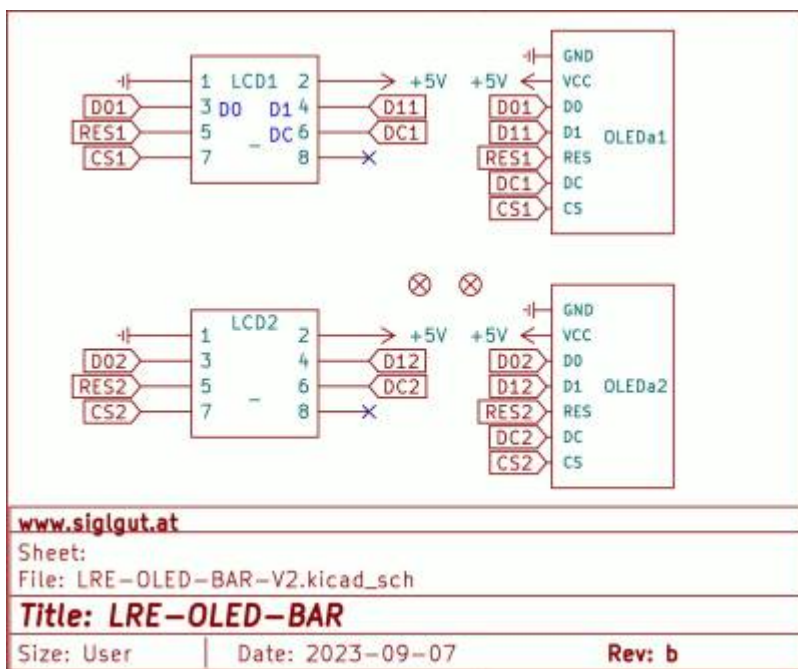 GND
1 LCD1 2 +5V +5V VCC
D01 3 D0 D1 4 D11 D01 D0
RES1 5 DC 6 DC1 D11 D1 OLEDa1
CS1 7 _ 8 RES1 RES
DC1 DC
CS1 CS
GND
1 LCD2 2 +5V +5V VCC
D02 3 4 D12 D02 D0
RES2 5 6 DC2 D12 D1 OLEDa2
CS2 7 _ 8 RES2 RES
DC2 DC
CS2 CS
www.siglgut.at
Sheet:
File: LRE-OLED-BAR-V2.kicad_sch
Title: LRE-OLED-BAR
Size: User Date: 2023-09-07 Rev: b